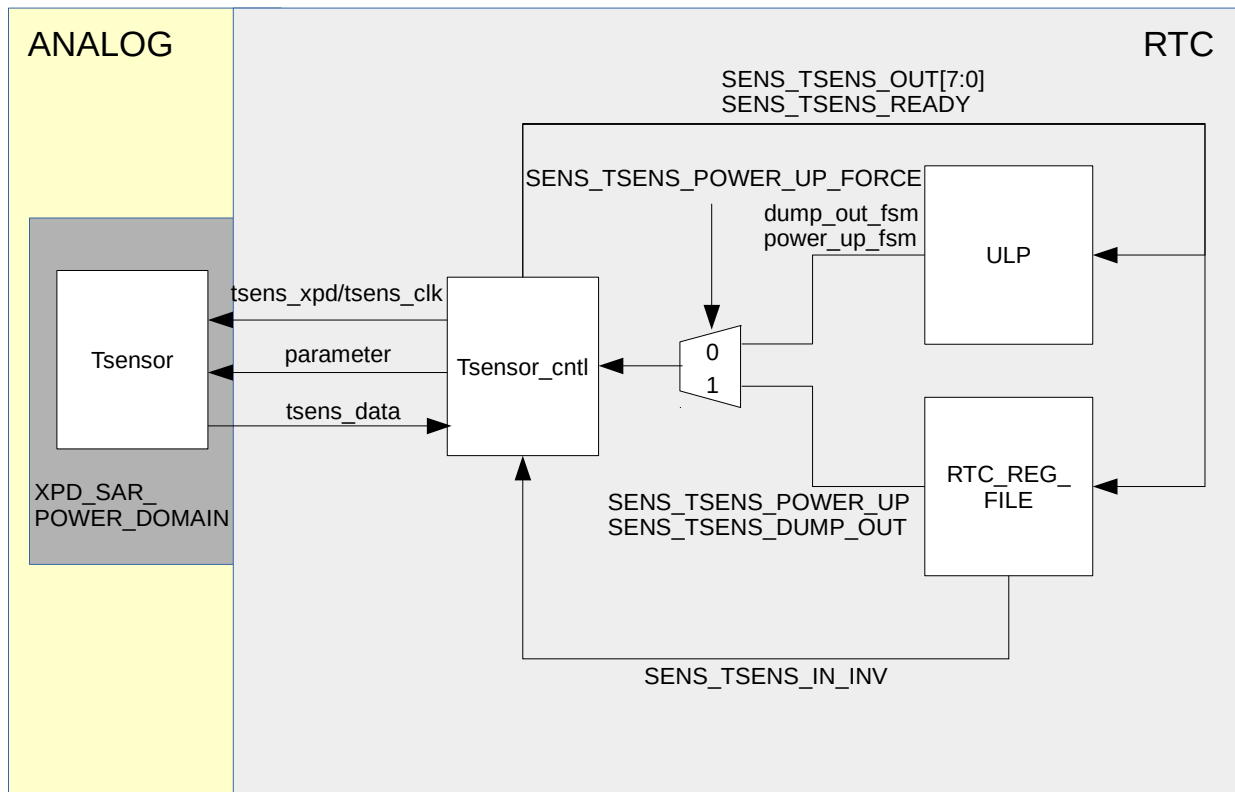 ANALOG
RTC
SENS_TSENS_OUT[7:0]
SENS_TSENS_READY
SENS_TSENS_POWER_UP_FORCE
dump_out_fsm
power_up_fsm
ULP
tsens_xpd/tsens_clk
Tsensor
parameter
Tsensor_cntl
0
1
tsens_data
XPD_SAR_
POWER_DOMAIN
SENS_TSENS_POWER_UP
SENS_TSENS_DUMP_OUT
RTC_REG_
FILE
SENS_TSENS_IN_INV